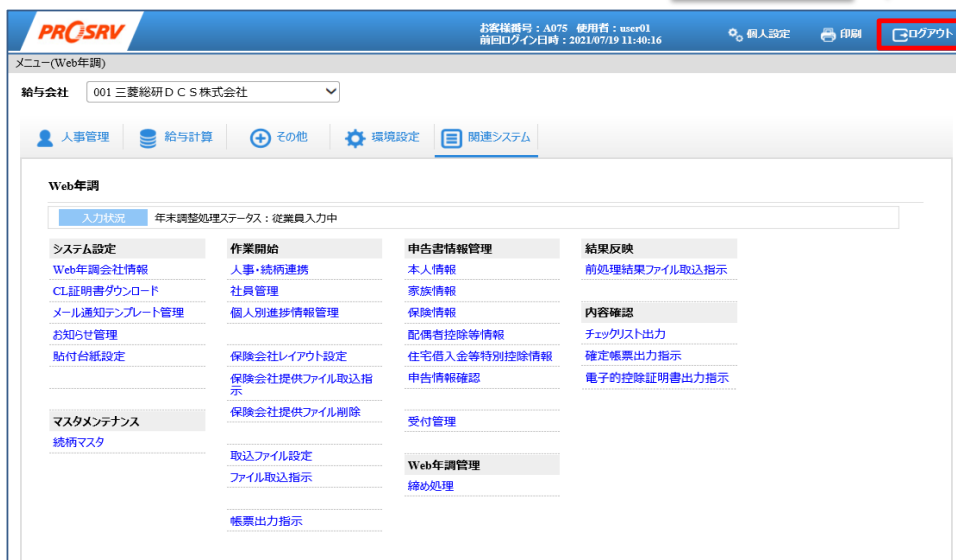 PROSRV
お客様番号：A075 使用者：user01
前回ログイン日時：2021/07/19 11:40:16
個人設定
印刷
ログアウト
メニュー(Web年調)
給与会社 001 三菱総研ＤＣＳ株式会社
人事管理
給与計算
その他
環境設定
関連システム
Web年調
入力状況 年末調整処理ステータス：従業員入力中
システム設定
Web年調会社情報
CL証明書ダウンロード
メール通知テンプレート管理
お知らせ管理
貼付台紙設定
マスタメンテナンス
続柄マスタ
作業開始
人事・続柄連携
社員管理
個人別進捗情報管理
保険会社レイアウト設定
保険会社提供ファイル取込指
示
保険会社提供ファイル削除
取込ファイル設定
ファイル取込指示
帳票出力指示
申告書情報管理
本人情報
家族情報
保険情報
配偶者控除等情報
住宅借入金等特別控除情報
申告情報確認
受付管理
Web年調管理
締め処理
結果反映
前処理結果ファイル取込指示
内容確認
チェックリスト出力
確定帳票出力指示
電子的控除証明書出力指示